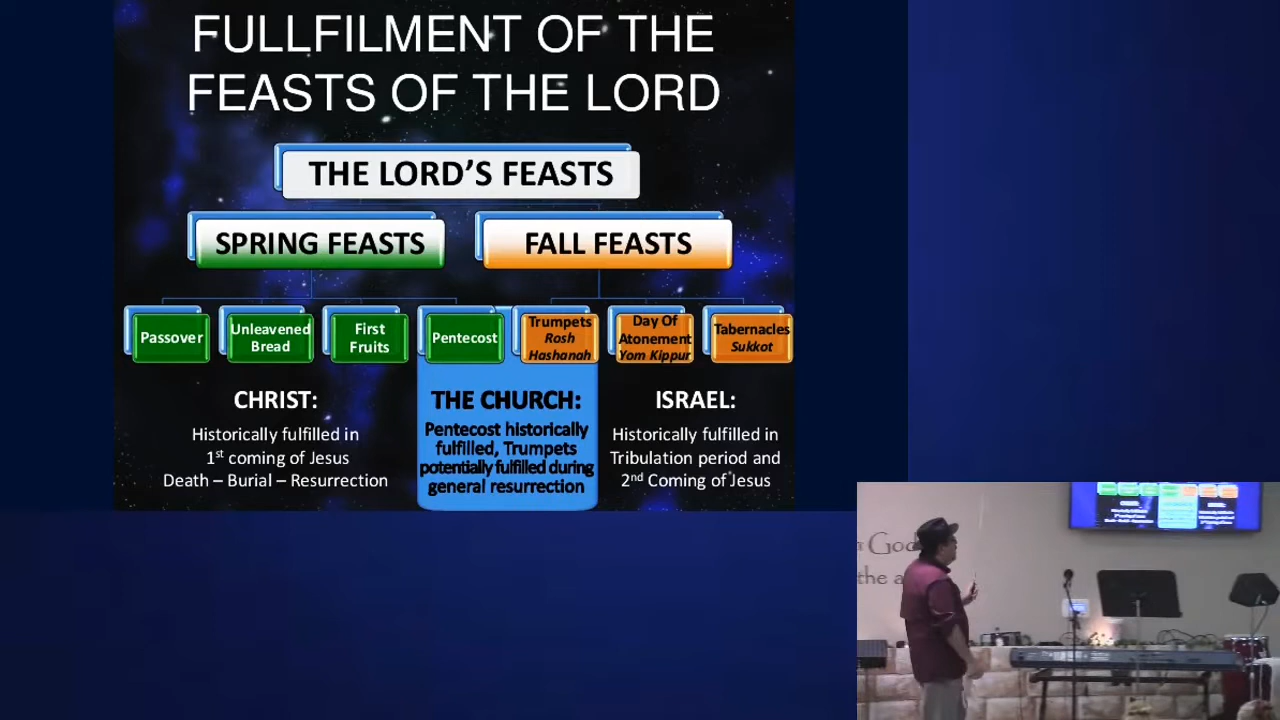 FULLFILMENT OF THE
FEASTS OF THE LORD
THE LORD'S FEASTS
SPRING FEASTS
FALL FEASTS
Passover
Unleavened
Bread
First
Fruits
Pentecost
Trumpets
Rosh
Hashanah
Day Of
Atonement
Yom Kippur
Tabernacles
Sukkot
CHRIST:
Historically fulfilled in
1st coming of Jesus
Death – Burial – Resurrection
THE CHURCH:
Pentecost historically
fulfilled, Trumpets
potentially fulfilled during
general resurrection
ISRAEL:
Historically fulfilled in
Tribulation period and
2nd Coming of Jesus
God
the a